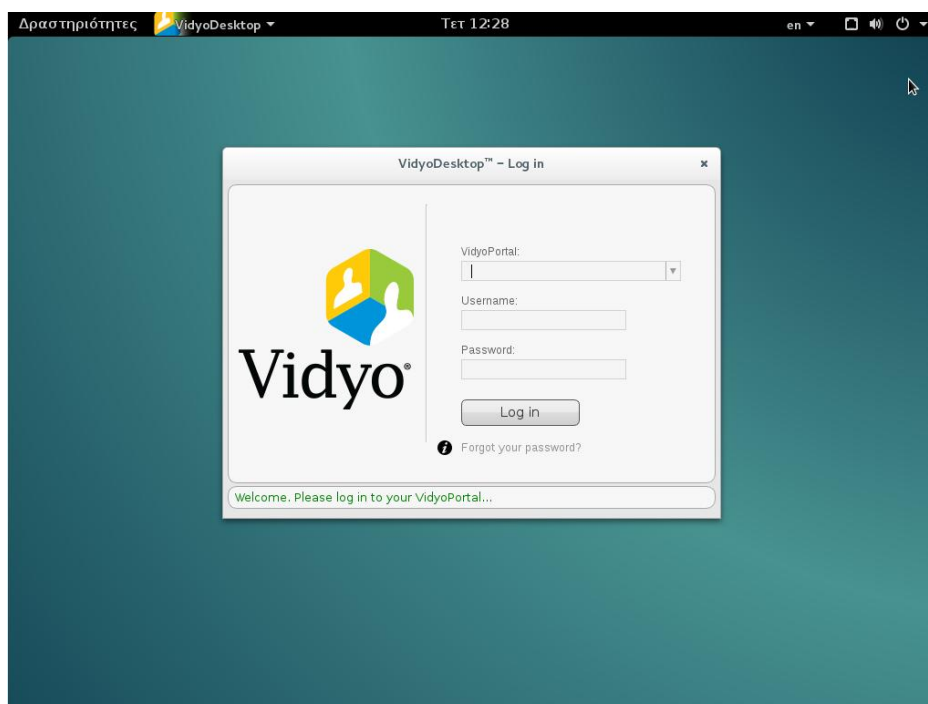 Δραστηριότητες VidyoDesktop Τετ 12:28 en
VidyoDesktop™ – Log in
VidyoPortal:
Username:
Password:
Vidyo®
Log in
Forgot your password?
Welcome. Please log in to your VidyoPortal...